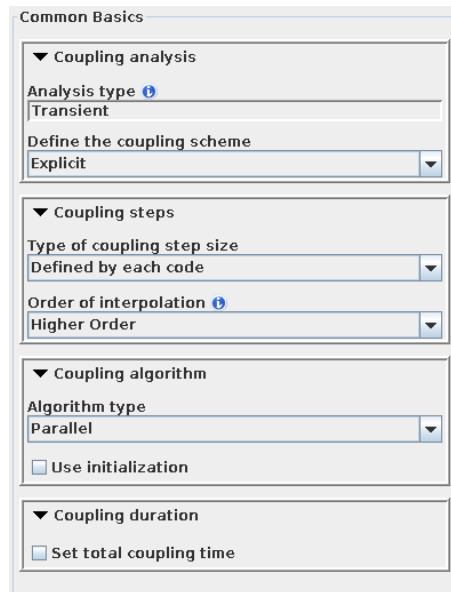 Common Basics
Coupling analysis
Analysis type
Transient
Define the coupling scheme
Explicit
Coupling steps
Type of coupling step size
Defined by each code
Order of interpolation
Higher Order
Coupling algorithm
Algorithm type
Parallel
Use initialization
Coupling duration
Set total coupling time